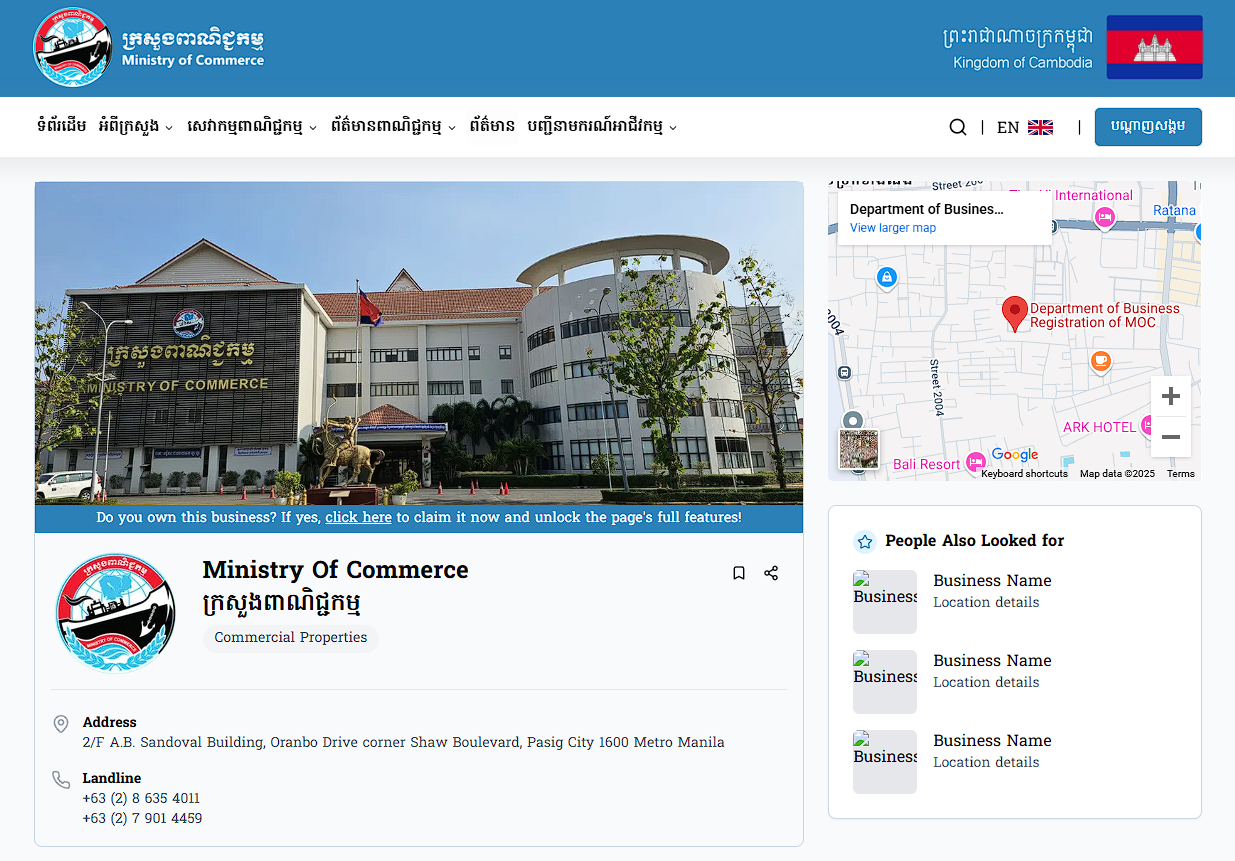 ក្រសួងពាណិជ្ជកម្ម
Ministry of Commerce
ព្រះរាជាណាចក្រកម្ពុជា
Kingdom of Cambodia
ទំព័រដើម អំពីក្រសួង សេវាកម្មពាណិជ្ជកម្ម ព័ត៌មានពាណិជ្ជកម្ម ព័ត៌មាន បញ្ជីនាមករណ៍អាជីវកម្ម
| EN | បណ្តាញសង្គម
ក្រសួងពាណិជ្ជកម្ម
MINISTRY OF COMMERCE
Do you own this business? If yes, click here to claim it now and unlock the page's full features!
Ministry Of Commerce
ក្រសួងពាណិជ្ជកម្ម
Commercial Properties
Address
2/F A.B. Sandoval Building, Oranbo Drive corner Shaw Boulevard, Pasig City 1600 Metro Manila
Landline
+63 (2) 8 635 4011
+63 (2) 7 901 4459
Street 200
International
Department of Busines...
View larger map
Ratana
2004
Department of Business
Registration of MOC
Street 2004
ARK HOTEL
Bali Resort
Google
Keyboard shortcuts Map data ©2025 Terms
People Also Looked for
Business
Business Name
Location details
Business
Business Name
Location details
Business
Business Name
Location details